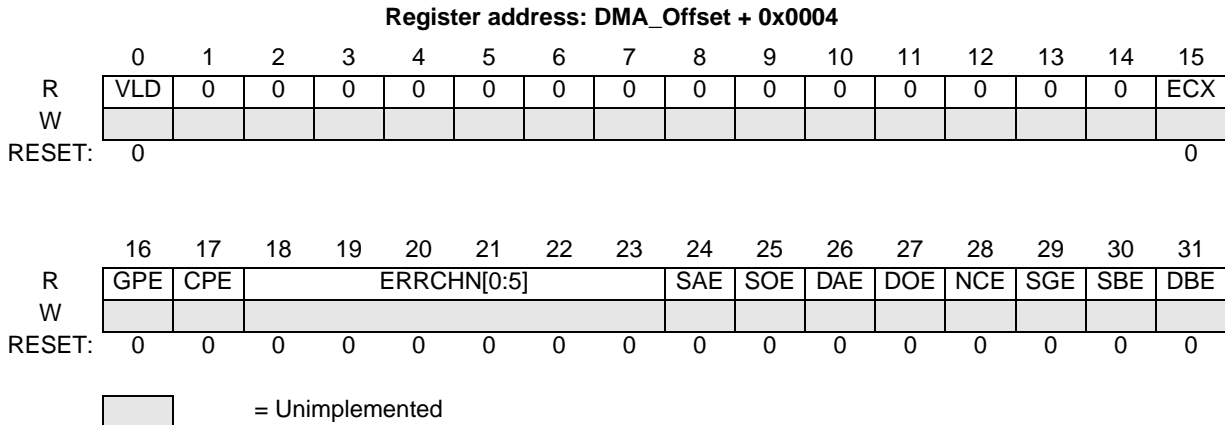 Register address: DMA_Offset + 0x0004
0 1 2 3 4 5 6 7 8 9 10 11 12 13 14 15
R VLD 0 0 0 0 0 0 0 0 0 0 0 0 0 0 ECX
W
RESET: 0 0
16 17 18 19 20 21 22 23 24 25 26 27 28 29 30 31
R GPE CPE ERRCHN[0:5] SAE SOE DAE DOE NCE SGE SBE DBE
W
RESET: 0 0 0 0 0 0 0 0 0 0 0 0 0 0 0 0
= Unimplemented